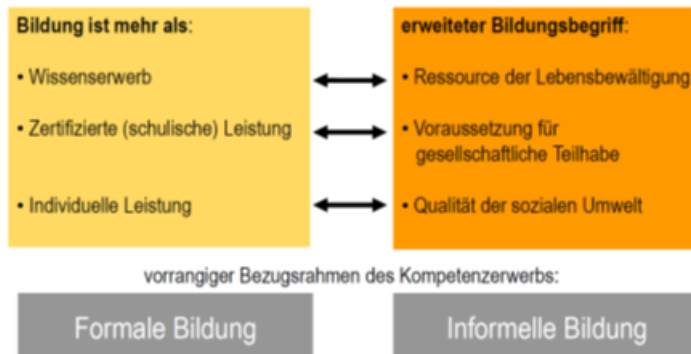 Bildung ist mehr als:
• Wissenserwerb
• Zertifizierte (schulische) Leistung
• Individuelle Leistung
erweiteter Bildungsbegriff:
• Ressource der Lebensbewältigung
• Voraussetzung für
gesellschaftliche Teilhabe
• Qualität der sozialen Umwelt
vorrangiger Bezugsrahmen des Kompetenzerwerbs:
Formale Bildung
Informelle Bildung